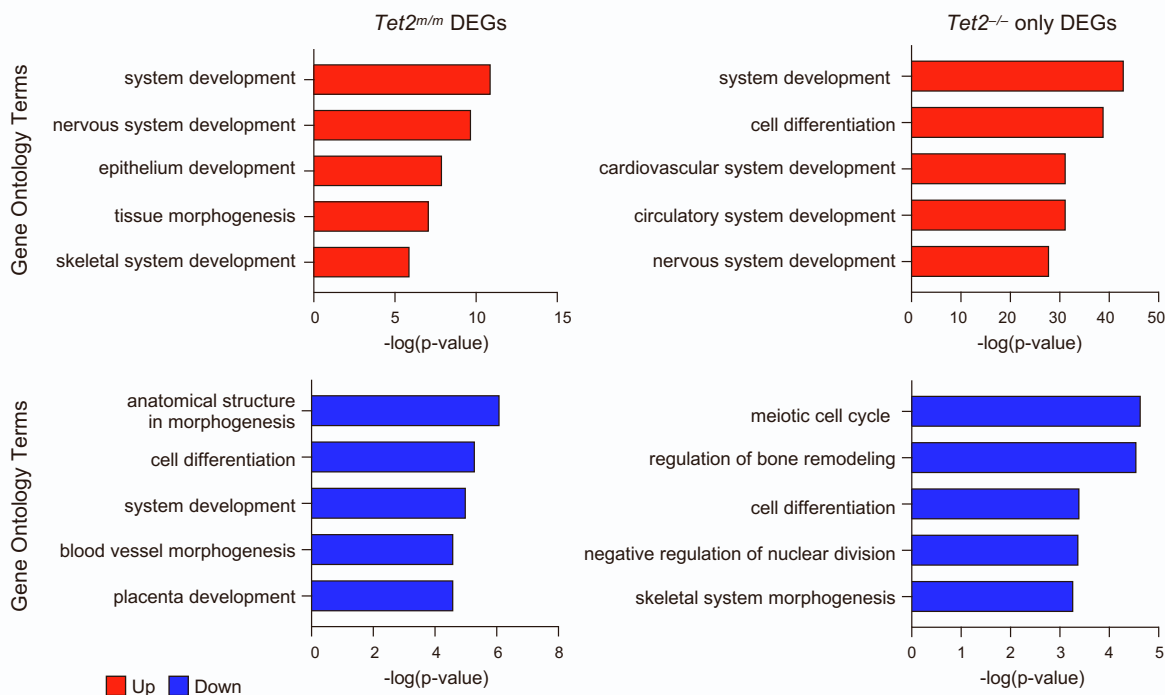 Tet2m/m DEGs
Gene Ontology Terms
system development
nervous system development
epithelium development
tissue morphogenesis
skeletal system development
0 5 10 15
-log(p-value)
Tet2–/– only DEGs
system development
cell differentiation
cardiovascular system development
circulatory system development
nervous system development
0 10 20 30 40 50
-log(p-value)
Gene Ontology Terms
anatomical structure
in morphogenesis
cell differentiation
system development
blood vessel morphogenesis
placenta development
0 2 4 6 8
-log(p-value)
meiotic cell cycle
regulation of bone remodeling
cell differentiation
negative regulation of nuclear division
skeletal system morphogenesis
0 1 2 3 4 5
-log(p-value)
Up Down